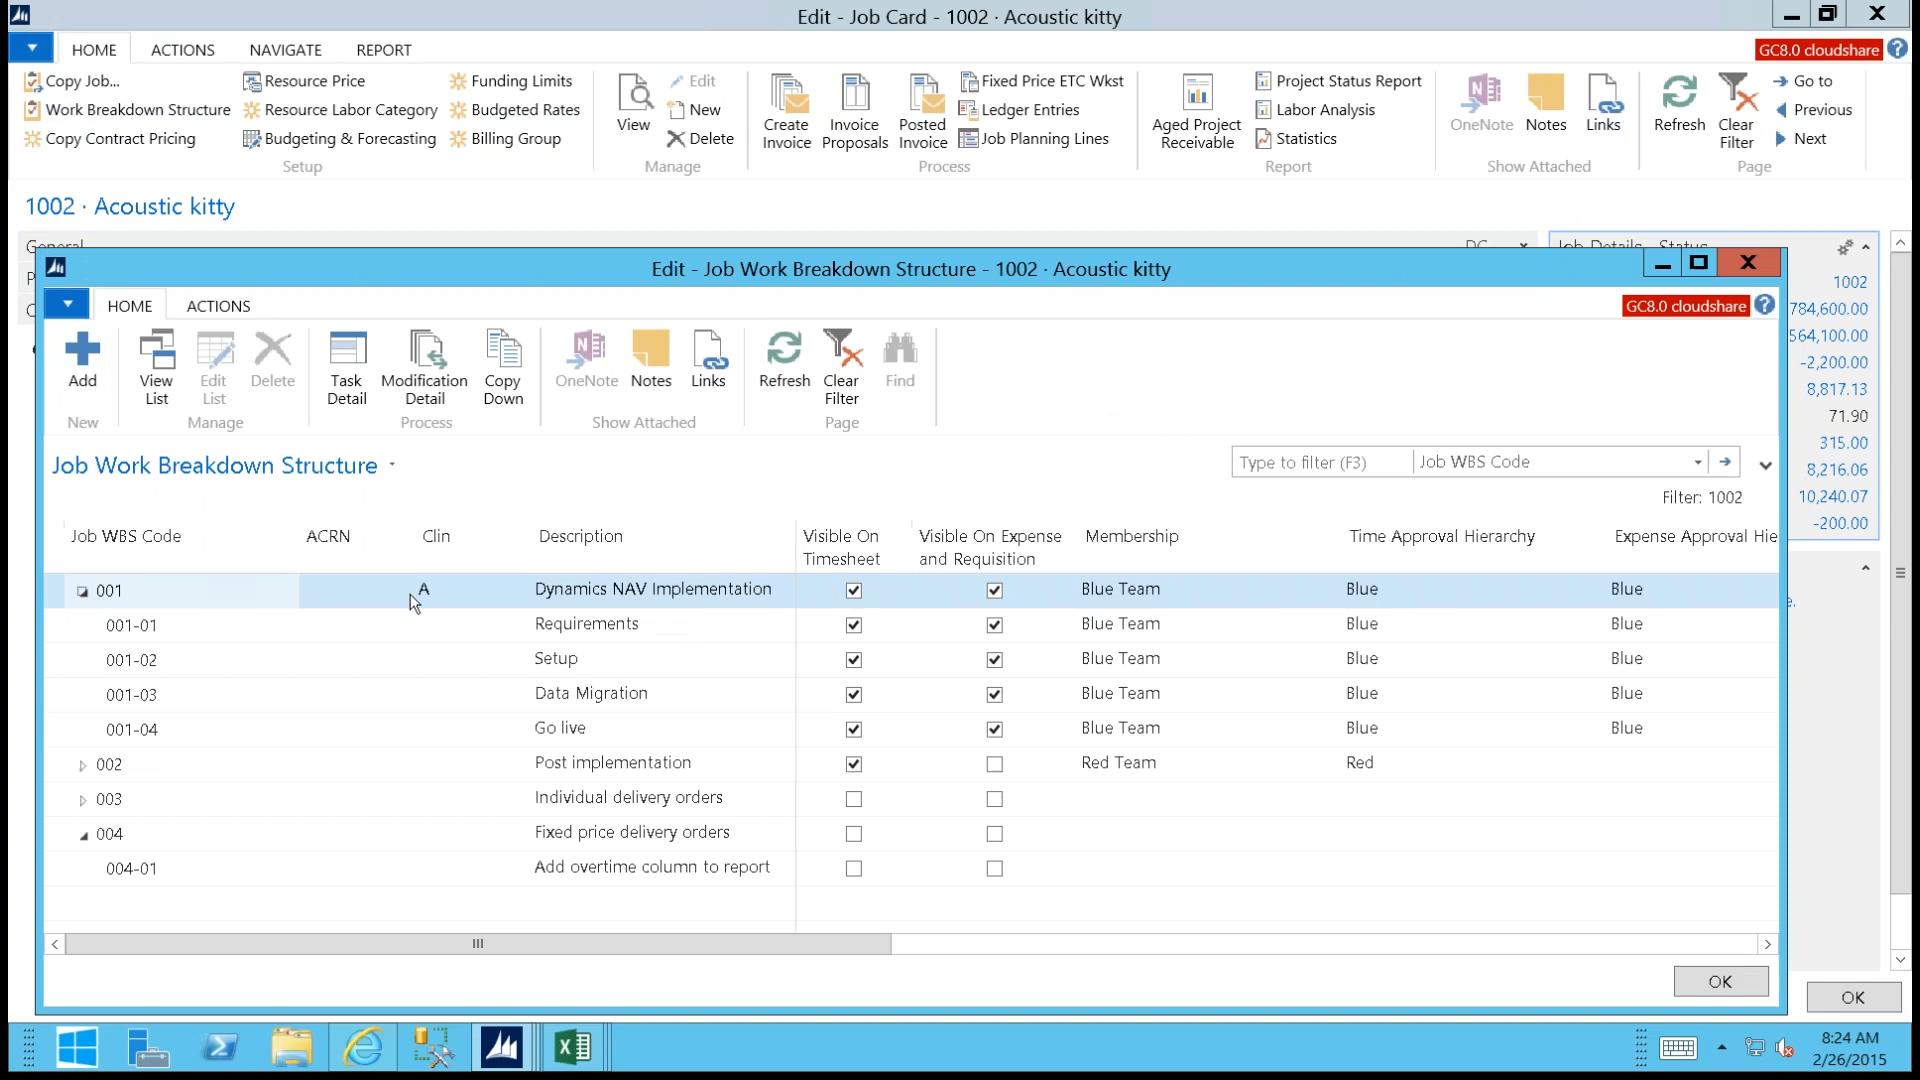 Edit - Job Card - 1002 · Acoustic kitty
HOME ACTIONS NAVIGATE REPORT GC8.0 cloudshare ?
Copy Job... Resource Price Funding Limits Edit Fixed Price ETC Wkst Project Status Report Go to
Work Breakdown Structure Resource Labor Category Budgeted Rates New Ledger Entries Labor Analysis Previous
Copy Contract Pricing Budgeting & Forecasting Billing Group Delete Job Planning Lines Statistics Next
View Create Invoice Invoice Proposals Posted Invoice Aged Project Receivable OneNote Notes Links Refresh Clear Filter
Setup Manage Process Report Show Attached Page
1002 · Acoustic kitty
General Job Details - Status
Edit - Job Work Breakdown Structure - 1002 · Acoustic kitty
1002
HOME ACTIONS GC8.0 cloudshare ?
784,600.00
564,100.00
-2,200.00
8,817.13
71.90
315.00
8,216.06
10,240.07
-200.00
Add View List Edit List Delete Task Detail Modification Detail Copy Down OneNote Notes Links Refresh Clear Filter Find
New Manage Process Show Attached Page
Job Work Breakdown Structure Type to filter (F3) Job WBS Code
Filter: 1002
Job WBS Code ACRN Clin Description Visible On Timesheet Visible On Expense and Requisition Membership Time Approval Hierarchy Expense Approval Hie
001 A Dynamics NAV Implementation Blue Team Blue Blue
001-01 Requirements Blue Team Blue Blue
001-02 Setup Blue Team Blue Blue
001-03 Data Migration Blue Team Blue Blue
001-04 Go live Blue Team Blue Blue
002 Post implementation Red Team Red
003 Individual delivery orders
004 Fixed price delivery orders
004-01 Add overtime column to report
OK
OK
8:24 AM
2/26/2015